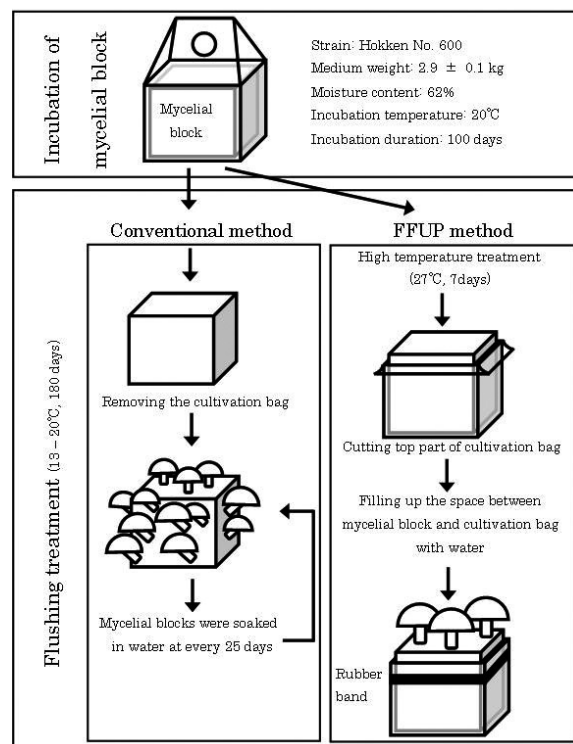 Incubation of
mycelial block
Mycelial
block
Strain: Hokken No. 600
Medium weight: 2.9 ± 0.1 kg
Moisture content: 62%
Incubation temperature: 20℃
Incubation duration: 100 days
Flushing treatment (13 – 20℃, 180 days)
Conventional method
Removing the cultivation bag
Mycelial blocks were soaked
in water at every 25 days
FFUP method
High temperature treatment
(27℃, 7days)
Cutting top part of cultivation bag
Filling up the space between
mycelial block and cultivation bag
with water
Rubber
band